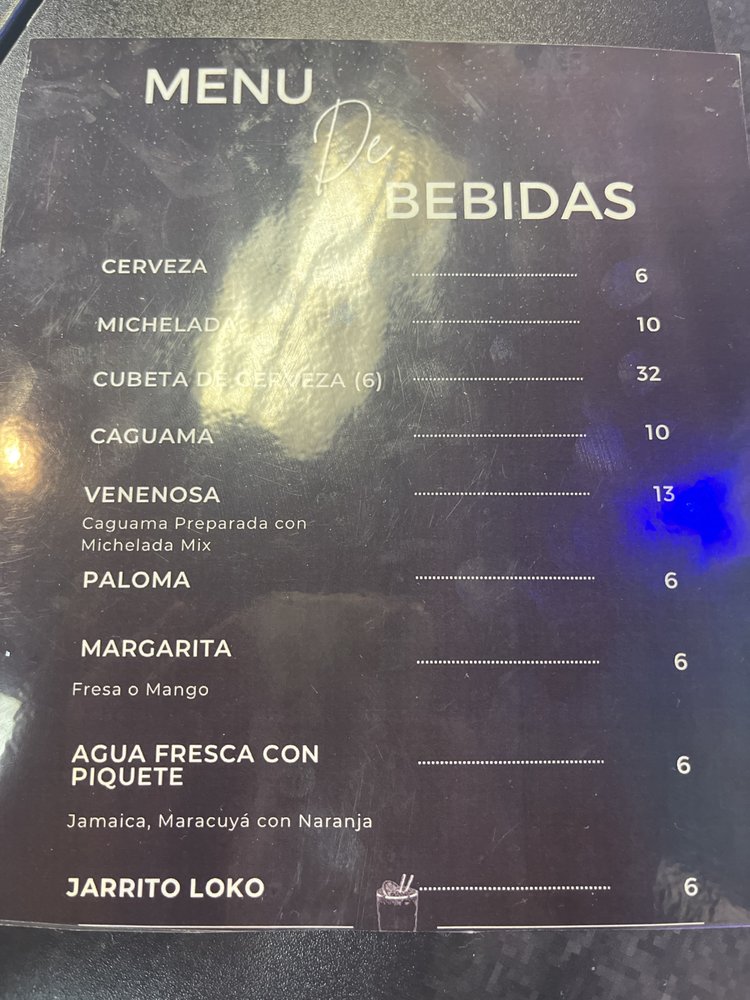 MENU
De
BEBIDAS
CERVEZA ........................ 6
MICHELADA ........................ 10
CUBETA DE CERVEZA (6) ........................ 32
CAGUAMA ........................ 10
VENENOSA ........................ 13
Caguama Preparada con
Michelada Mix
PALOMA ........................ 6
MARGARITA ........................ 6
Fresa o Mango
AGUA FRESCA CON
PIQUETE ........................ 6
Jamaica, Maracuyá con Naranja
JARRITO LOKO ........................ 6